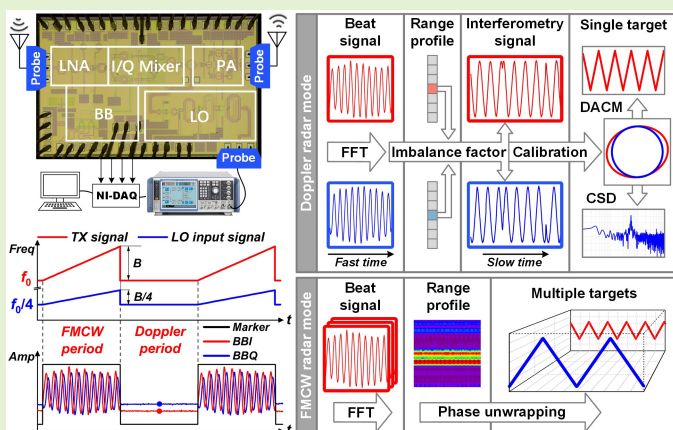 Probe
LNA
I/Q Mixer
PA
Probe
BB
LO
Probe
NI-DAQ
TX signal
LO input signal
Freq
f0
B
f0/4
B/4
t
FMCW
period
Doppler
period
Marker
BBI
BBQ
Amp
t
Doppler radar mode
Beat
signal
Range
profile
Interferometry
signal
Single target
DACM
FFT
Imbalance factor
Calibration
CSD
Fast time
Slow time
FMCW radar mode
Beat
signal
Range
profile
Multiple targets
FFT
Phase unwrapping